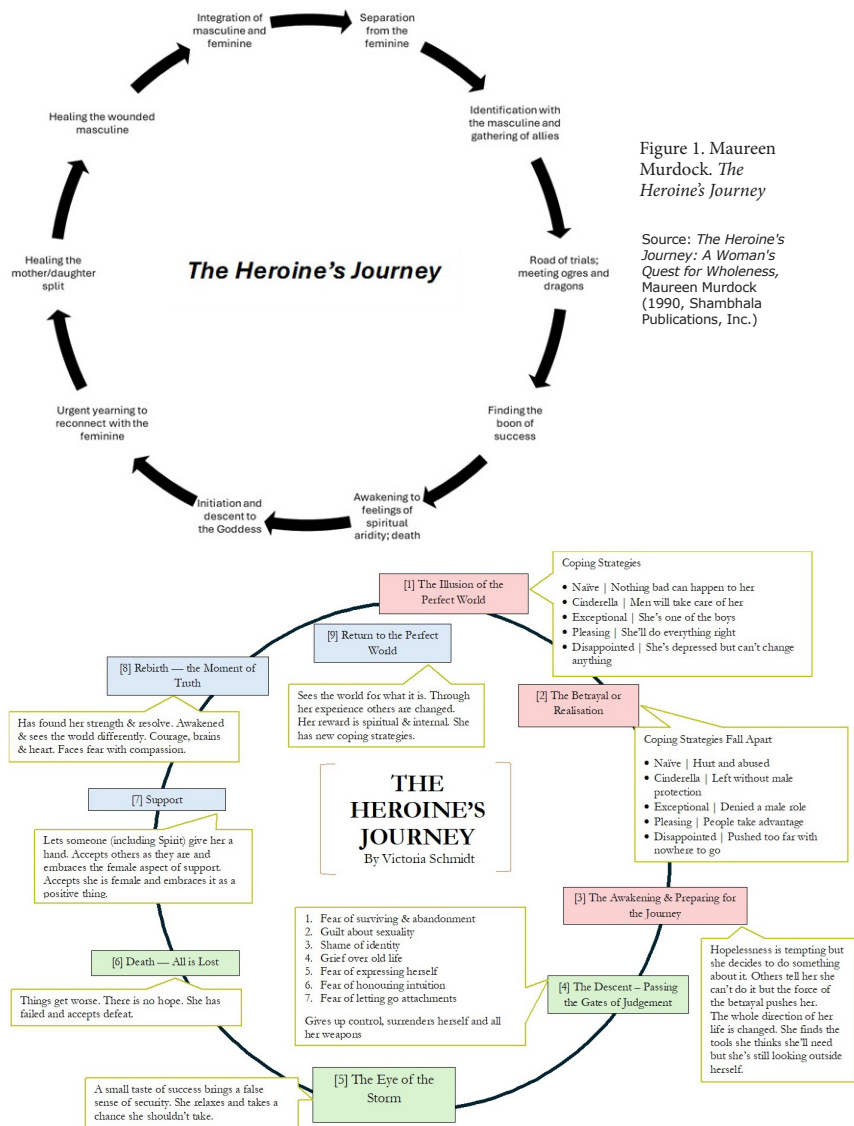 Integration of
masculine and
feminine
Separation
from the
feminine
Identification with
the masculine and
gathering of allies
Road of trials;
meeting ogres and
dragons
Finding the
boon of
success
Awakening to
feelings of
spiritual
aridity; death
Initiation and
descent to
the Goddess
Urgent yearning to
reconnect with the
feminine
Healing the
mother/daughter
split
Healing the wounded
masculine
The Heroine's Journey
Figure 1. Maureen
Murdock. The
Heroine's Journey
Source: The Heroine's
Journey: A Woman's
Quest for Wholeness,
Maureen Murdock
(1990, Shambhala
Publications, Inc.)
[1] The Illusion of the
Perfect World
Coping Strategies
• Naïve | Nothing bad can happen to her
• Cinderella | Men will take care of her
• Exceptional | She's one of the boys
• Pleasing | She'll do everything right
• Disappointed | She's depressed but can't change
anything
[2] The Betrayal or
Realisation
Coping Strategies Fall Apart
• Naïve | Hurt and abused
• Cinderella | Left without male
protection
• Exceptional | Denied a male role
• Pleasing | People take advantage
• Disappointed | Pushed too far with
nowhere to go
[3] The Awakening & Preparing for
the Journey
Hopelessness is tempting but
she decides to do something
about it. Others tell her she
can't do it but the force of
the betrayal pushes her.
The whole direction of her
life is changed. She finds the
tools she thinks she'll need
but she's still looking outside
herself.
[4] The Descent – Passing
the Gates of Judgement
1. Fear of surviving & abandonment
2. Guilt about sexuality
3. Shame of identity
4. Grief over old life
5. Fear of expressing herself
6. Fear of honouring intuition
7. Fear of letting go attachments
Gives up control, surrenders herself and all
her weapons
[5] The Eye of the
Storm
A small taste of success brings a false
sense of security. She relaxes and takes a
chance she shouldn't take.
[6] Death — All is Lost
Things get worse. There is no hope. She has
failed and accepts defeat.
[7] Support
Lets someone (including Spirit) give her a
hand. Accepts others as they are and
embraces the female aspect of support.
Accepts she is female and embraces it as a
positive thing.
[8] Rebirth — the Moment of
Truth
Has found her strength & resolve. Awakened
& sees the world differently. Courage, brains
& heart. Faces fear with compassion.
[9] Return to the Perfect
World
Sees the world for what it is. Through
her experience others are changed.
Her reward is spiritual & internal. She
has new coping strategies.
THE
HEROINE'S
JOURNEY
By Victoria Schmidt